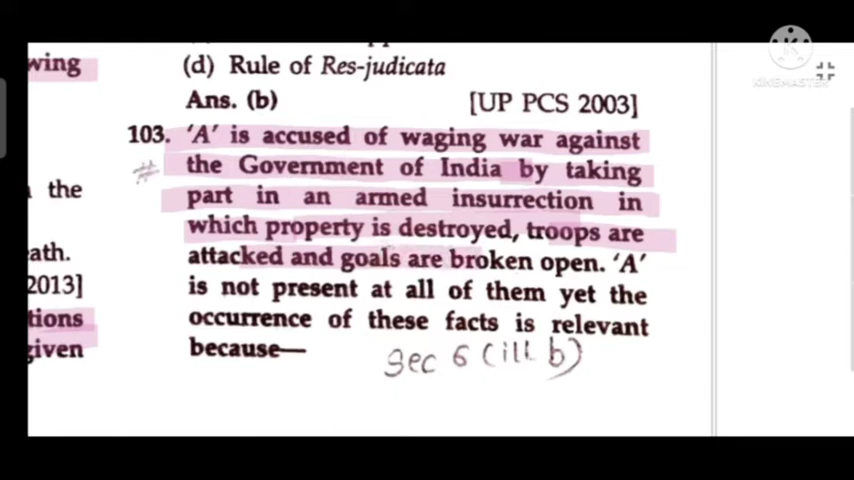 KINEMASTER
wing
(d) Rule of Res-judicata
Ans. (b) [UP PCS 2003]
103. 'A' is accused of waging war against
the Government of India by taking
part in an armed insurrection in
which property is destroyed, troops are
attacked and goals are broken open. 'A'
is not present at all of them yet the
occurrence of these facts is relevant
because—
Sec 6 (ill b)
the
ath.
2013]
tions
given